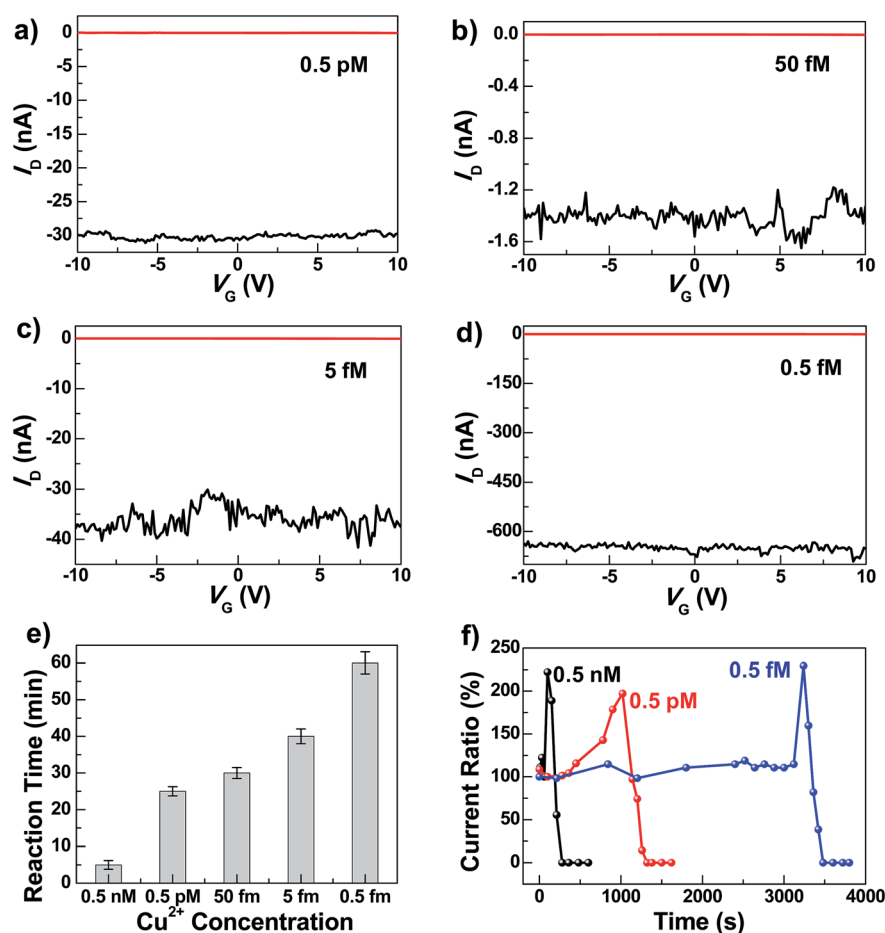 a)
0
-5
-10
-15
-20
-25
-30
0.5 pM
I_D (nA)
-10 -5 0 5 10
V_G (V)
b)
0.0
-0.4
-0.8
-1.2
-1.6
50 fM
I_D (nA)
-10 -5 0 5 10
V_G (V)
c)
0
-10
-20
-30
-40
5 fM
I_D (nA)
-10 -5 0 5 10
V_G (V)
d)
0
-150
-300
-450
-600
0.5 fM
I_D (nA)
-10 -5 0 5 10
V_G (V)
e)
60
50
40
30
20
10
0
Reaction Time (min)
0.5 nM 0.5 pM 50 fm 5 fm 0.5 fm
Cu²⁺ Concentration
f)
250
200
150
100
50
0
Current Ratio (%)
0.5 nM
0.5 pM
0.5 fM
0 1000 2000 3000 4000
Time (s)